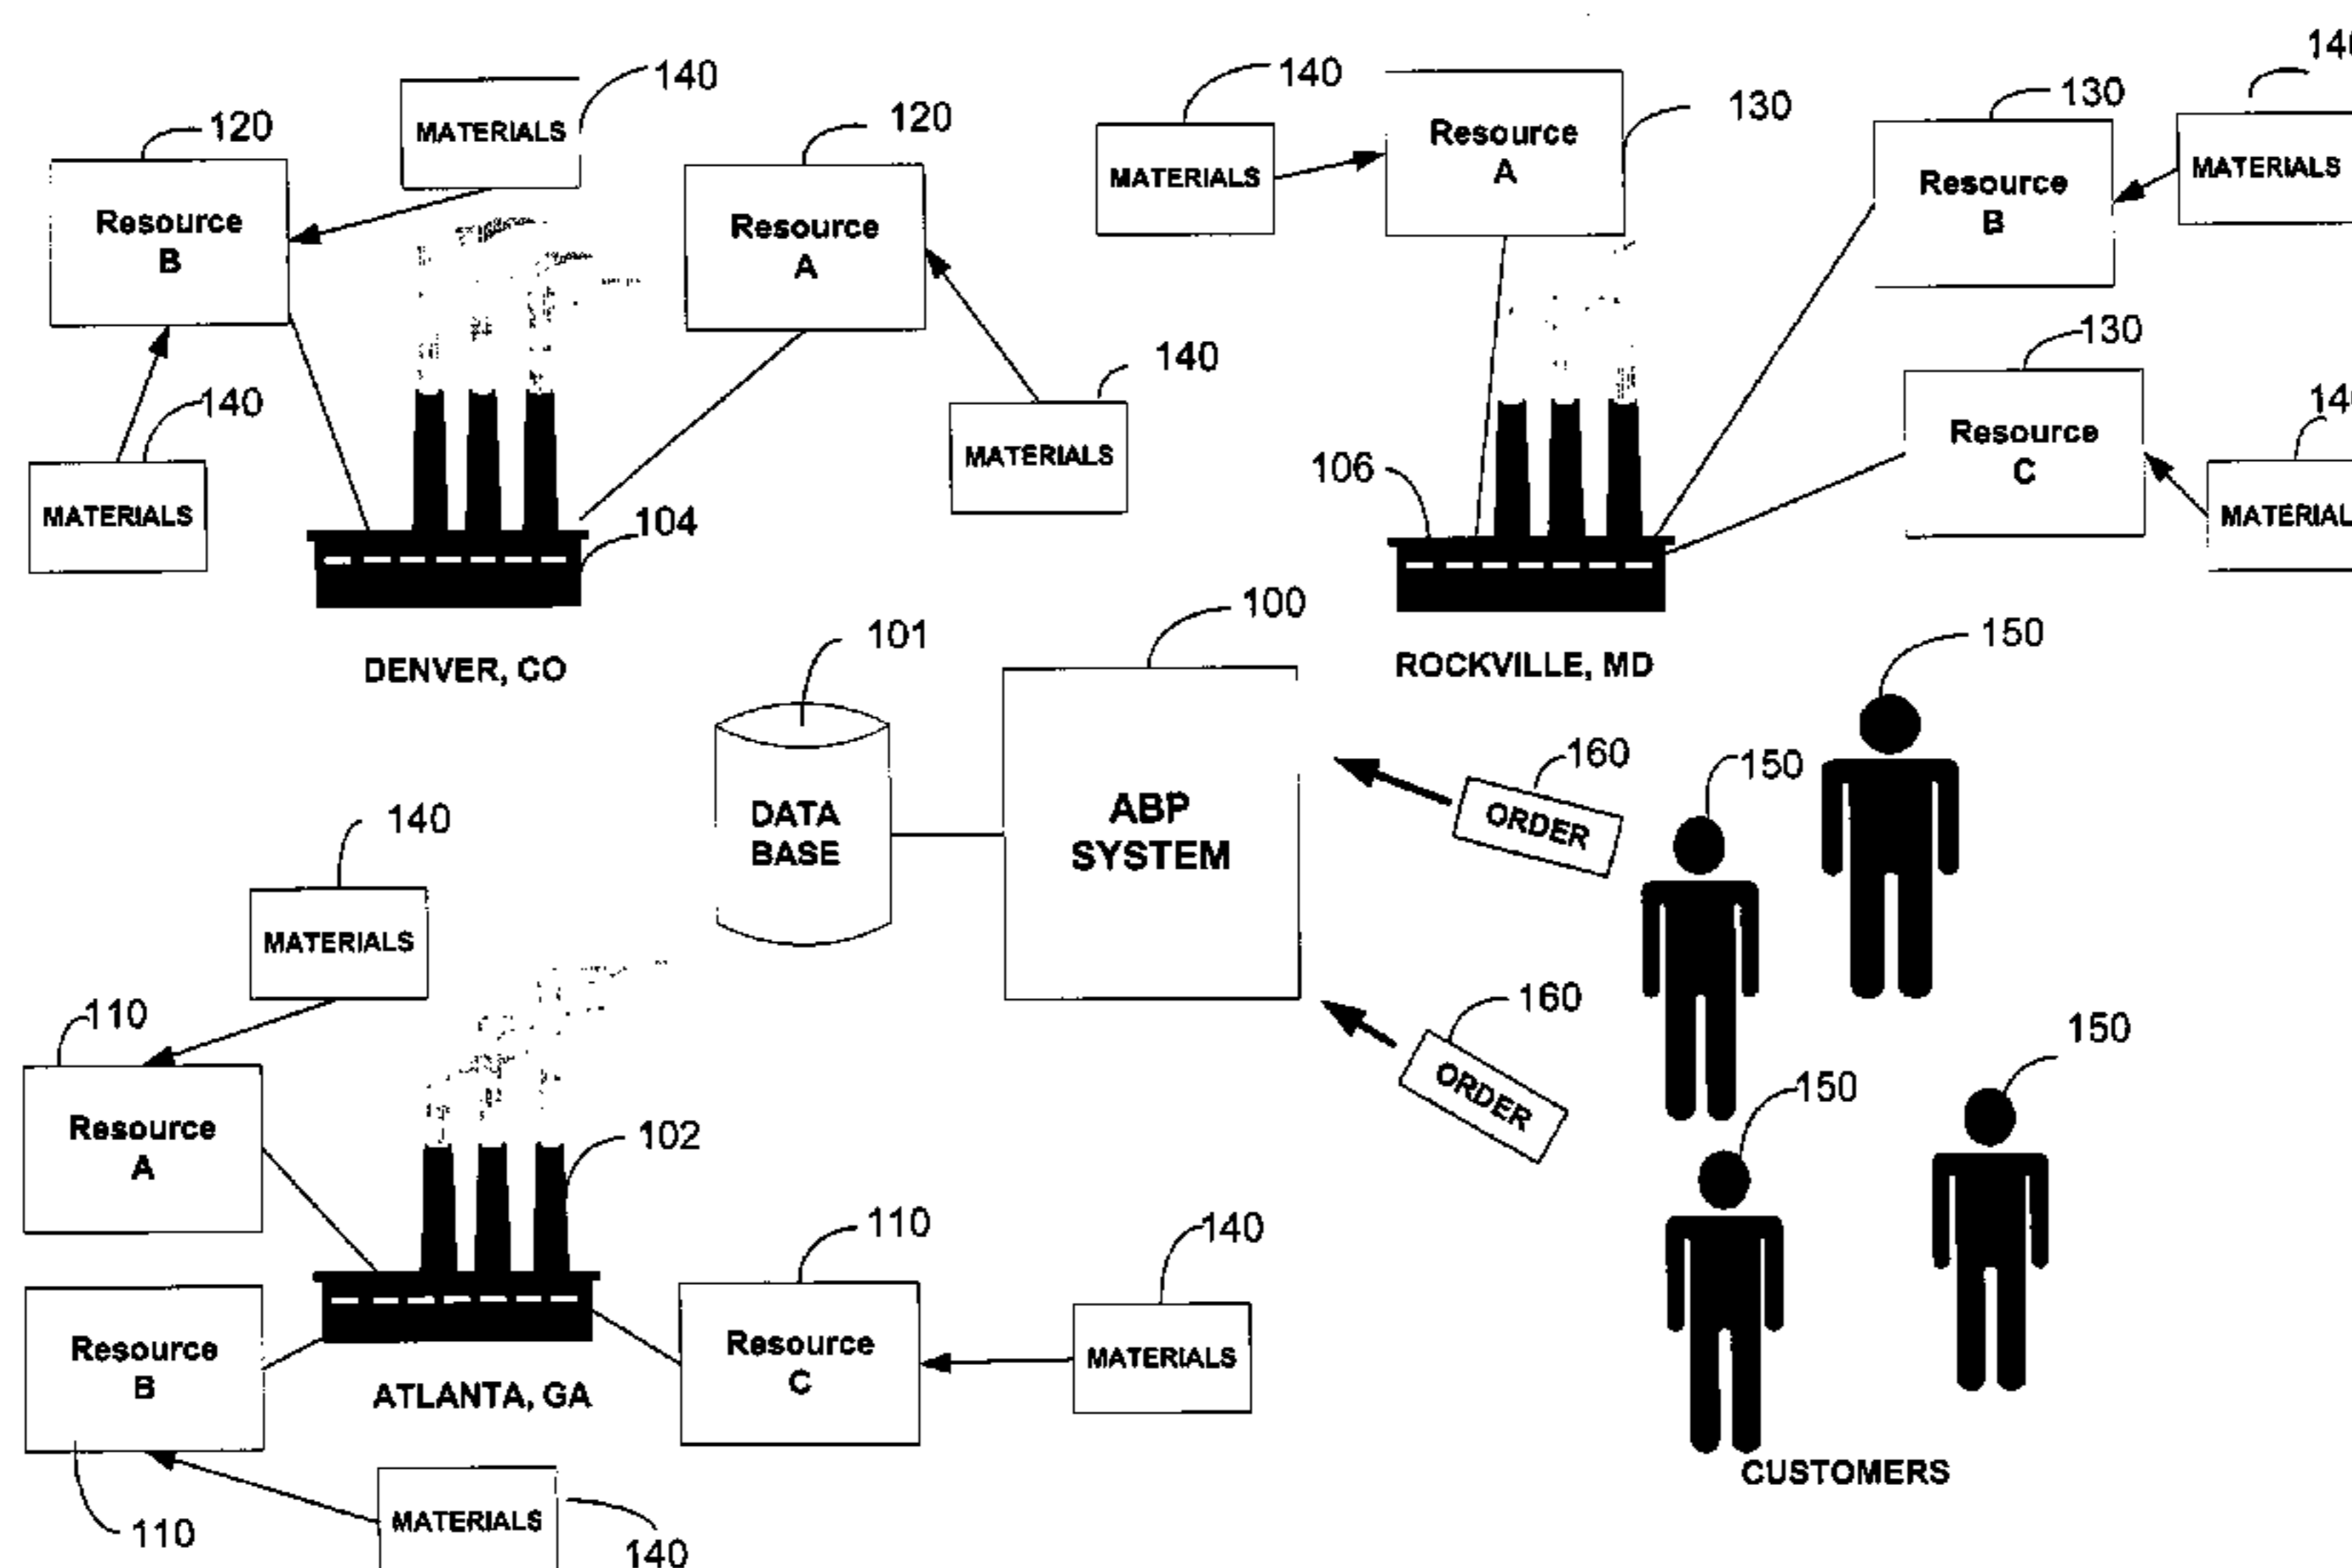 140
120
MATERIALS
Resource
B
120
Resource
A
140
MATERIALS
140
MATERIALS
104
DENVER, CO
140
MATERIALS
Resource
A
130
130
Resource
B
MATERIALS
130
Resource
C
106
ROCKVILLE, MD
101
DATA
BASE
100
ABP
SYSTEM
160
ORDER
160
ORDER
150
150
150
150
CUSTOMERS
140
MATERIALS
110
Resource
A
102
Resource
B
110
ATLANTA, GA
110
Resource
C
140
MATERIALS
MATERIALS
140